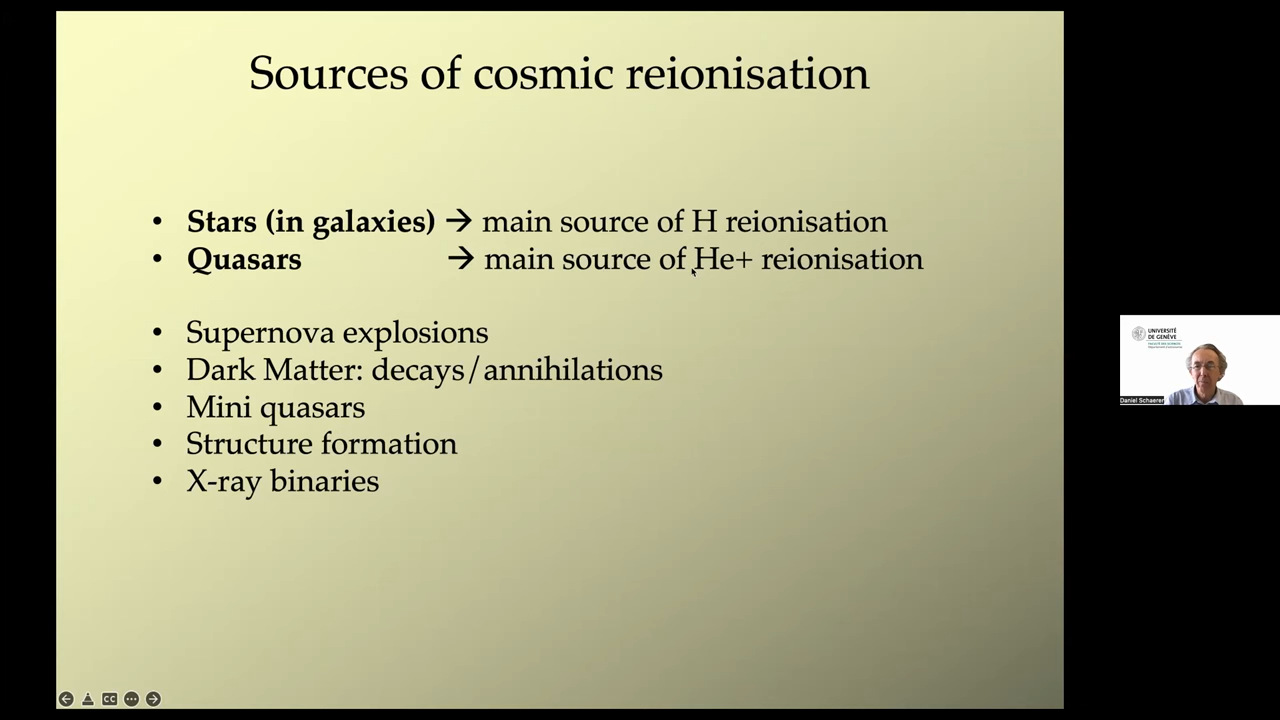 Sources of cosmic reionisation
• Stars (in galaxies) → main source of H reionisation
• Quasars → main source of He+ reionisation
• Supernova explosions
• Dark Matter: decays/annihilations
• Mini quasars
• Structure formation
• X-ray binaries
UNIVERSITÉ
DE GENÈVE
Daniel Schaerer
CC